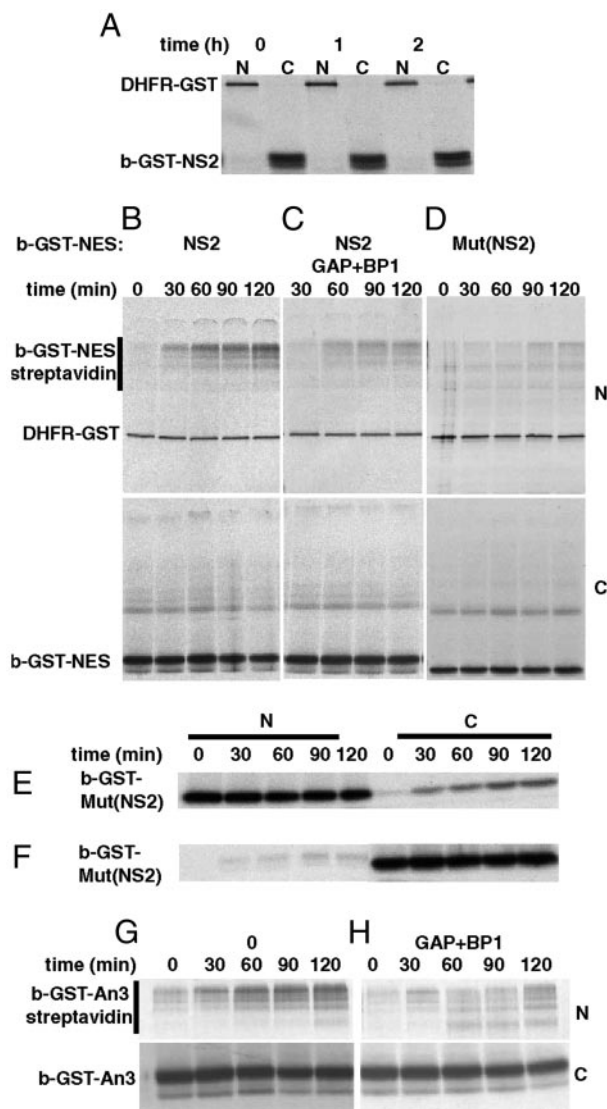 A
time (h) 0 1 2
N C N C N C
DHFR-GST
b-GST-NS2
B C D
b-GST-NES: NS2 NS2 Mut(NS2)
GAP+BP1
time (min) 0 30 60 90 120 30 60 90 120 0 30 60 90 120
b-GST-NES
streptavidin
N
DHFR-GST
C
b-GST-NES
N C
time (min) 0 30 60 90 120 0 30 60 90 120
E b-GST-
Mut(NS2)
F b-GST-
Mut(NS2)
G H
0 GAP+BP1
time (min) 0 30 60 90 120 0 30 60 90 120
b-GST-An3
streptavidin
N
b-GST-An3 C